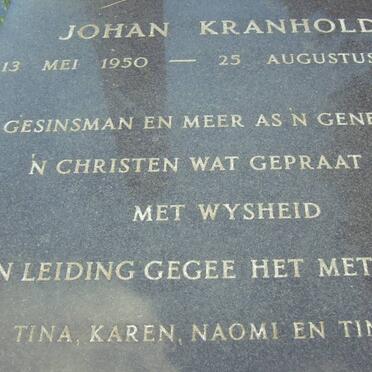 JOHAN KRANHOLD
13 MEI 1950 — 25 AUGUSTUS
GESINSMAN EN MEER AS 'N GENE
'N CHRISTEN WAT GEPRAAT
MET WYSHEID
N LEIDING GEGEE HET MET
TINA, KAREN, NAOMI EN TIN